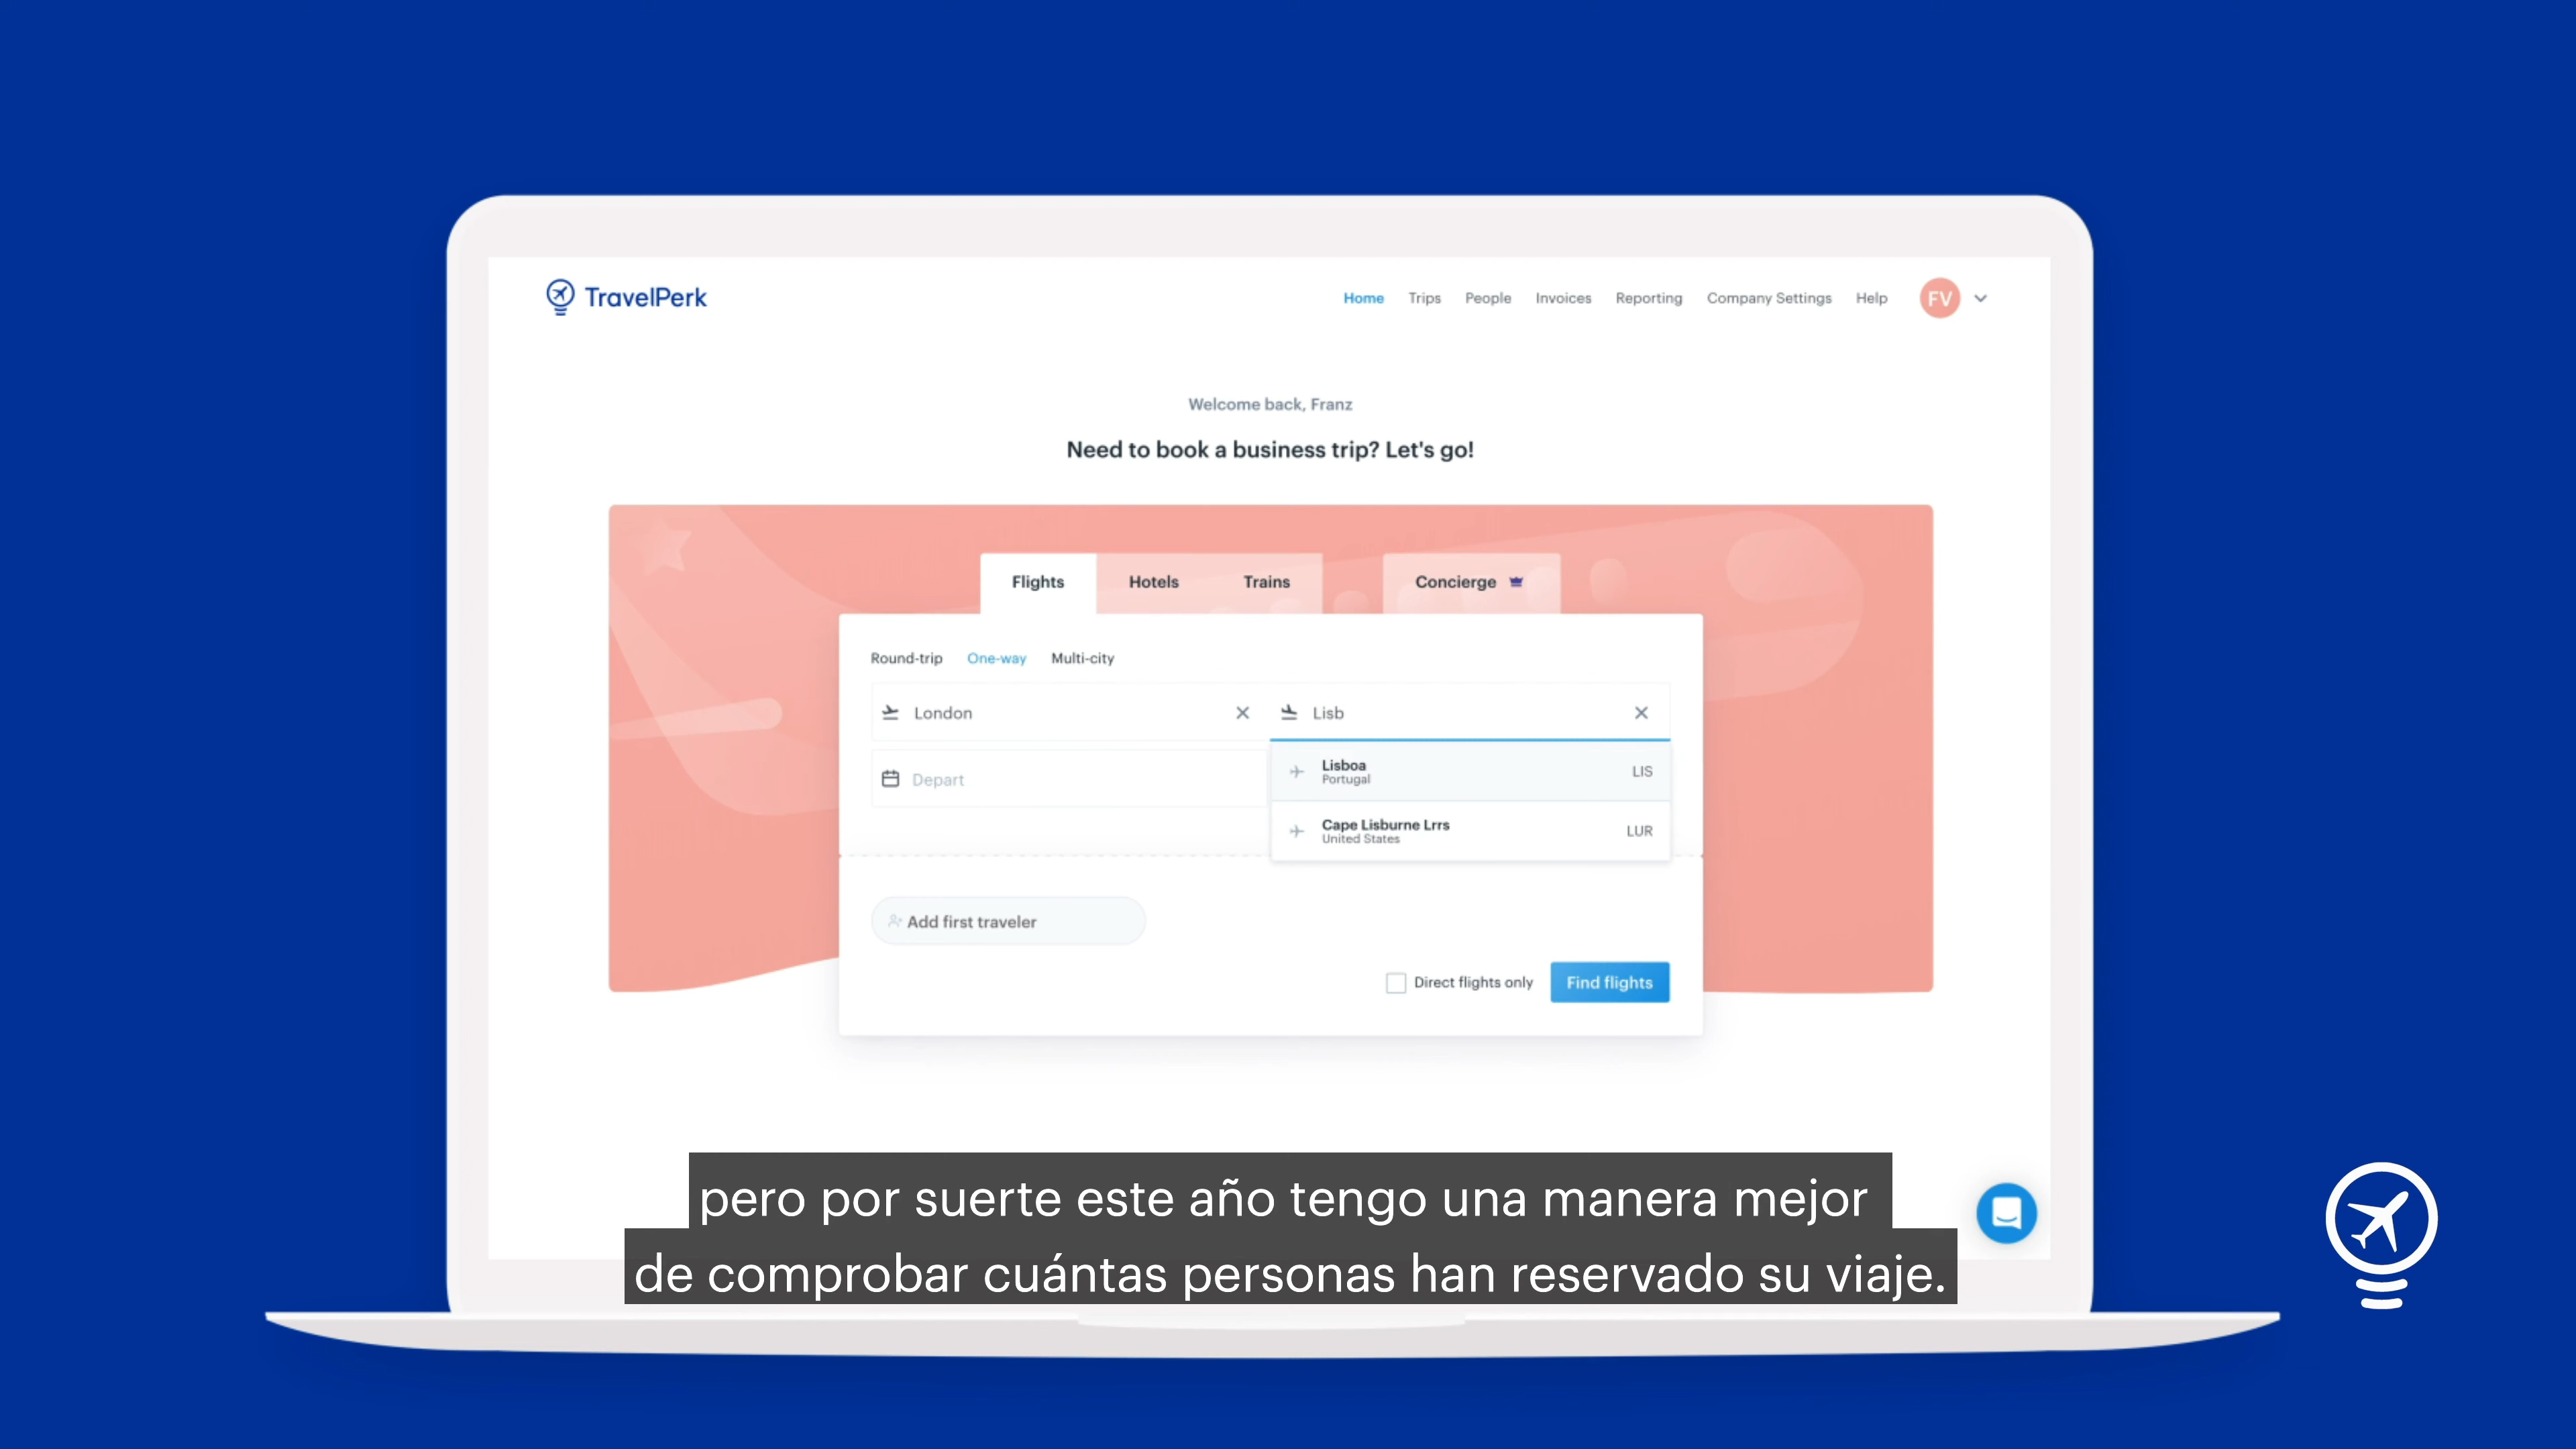 TravelPerk
Home Trips People Invoices Reporting Company Settings Help FV
Welcome back, Franz
Need to book a business trip? Let's go!
Flights Hotels Trains Concierge
Round-trip One-way Multi-city
London Lisb
Depart
Lisboa LIS
Portugal
Cape Lisburne Lrrs LUR
United States
Add first traveler
Direct flights only Find flights
pero por suerte este año tengo una manera mejor
de comprobar cuántas personas han reservado su viaje.